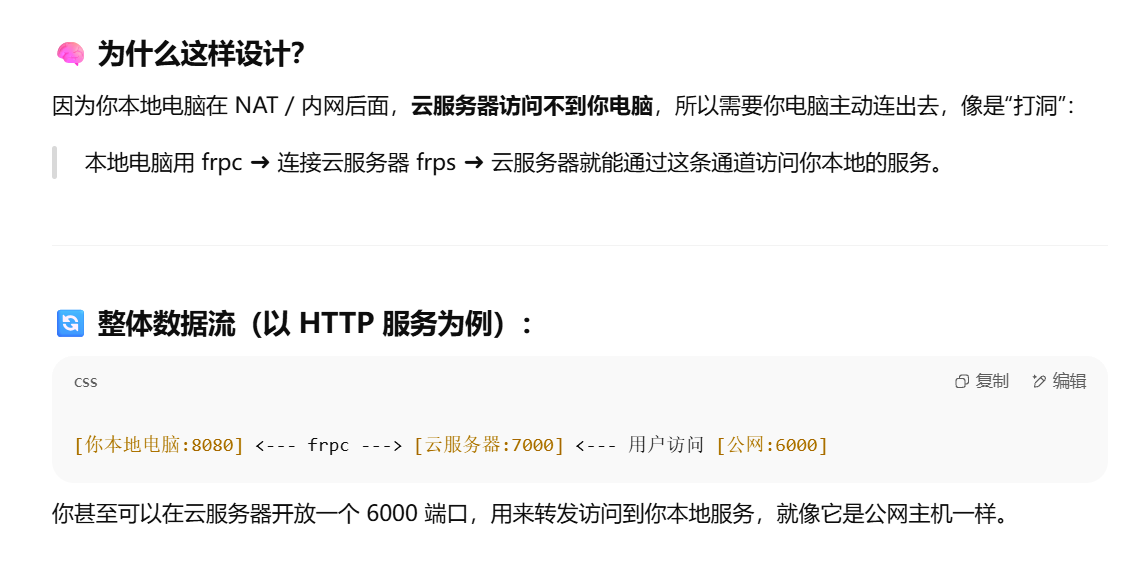 🧠 为什么这样设计？
因为你本地电脑在 NAT / 内网后面，云服务器访问不到你电脑，所以需要你电脑主动连出去，像是“打洞”：
本地电脑用 frpc ➜ 连接云服务器 frps ➜ 云服务器就能通过这条通道访问你本地的服务。
🔄 整体数据流（以 HTTP 服务为例）：
css 复制 编辑
[你本地电脑:8080] <--- frpc ---> [云服务器:7000] <--- 用户访问 [公网:6000]
你甚至可以在云服务器开放一个 6000 端口，用来转发访问到你本地服务，就像它是公网主机一样。